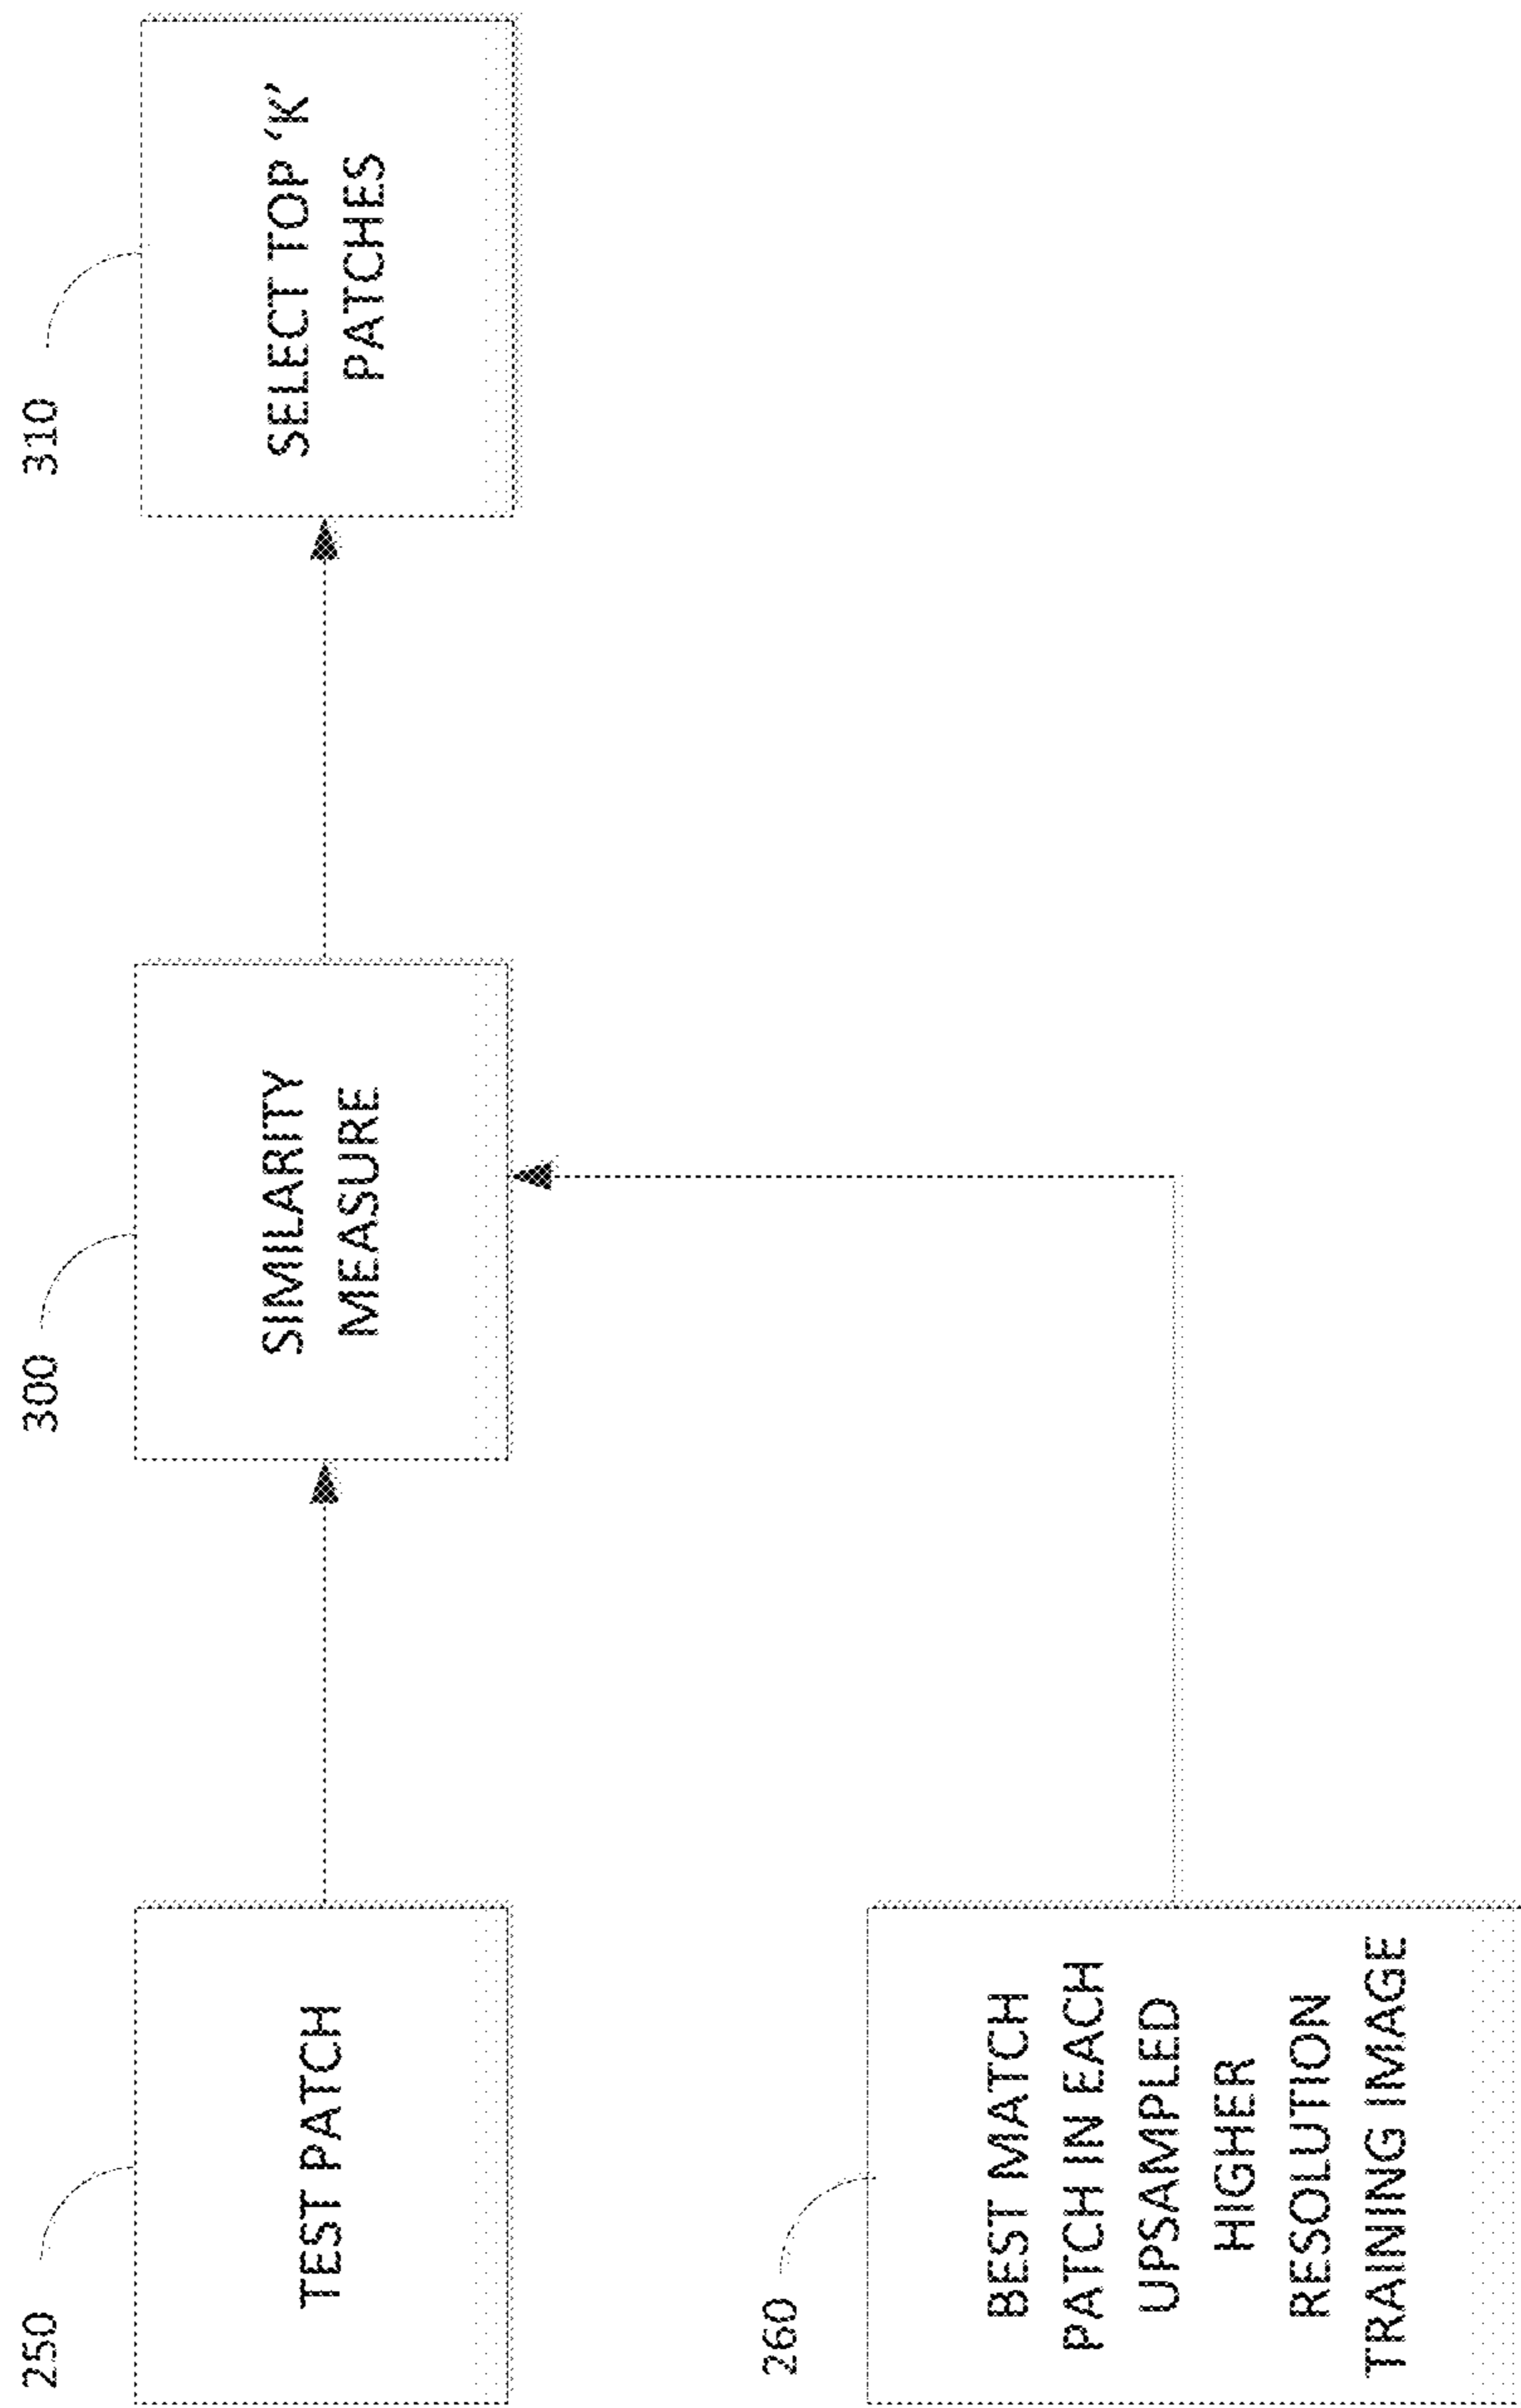 250
TEST PATCH
300
SIMILARITY
MEASURE
310
SELECT TOP ‘K’
PATCHES
260
BEST MATCH
PATCH IN EACH
UPSAMPLED
HIGHER
RESOLUTION
TRAINING IMAGE